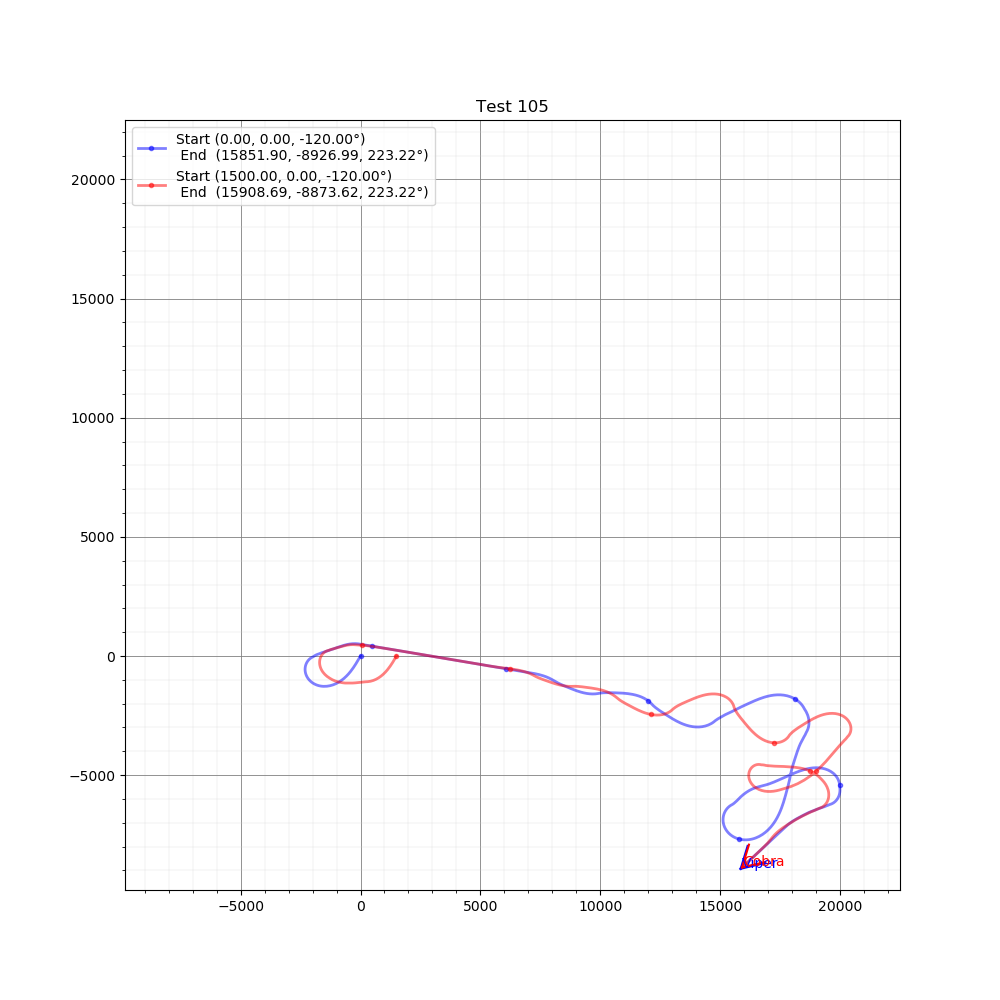 Test 105
Start (0.00, 0.00, -120.00°)
End (15851.90, -8926.99, 223.22°)
Start (1500.00, 0.00, -120.00°)
End (15908.69, -8873.62, 223.22°)
20000
15000
10000
5000
0
−5000
Cobra
Viper
−5000
0
5000
10000
15000
20000